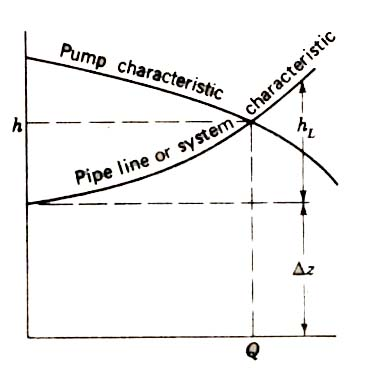 Pump characteristic
Pipe line or system characteristic
h
h_L
Δz
Q